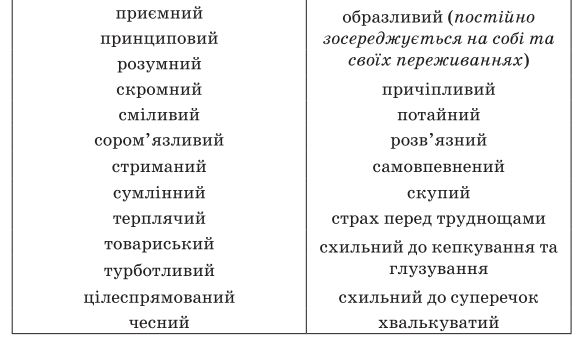 приємний
принциповий
розумний
скромний
сміливий
сором’язливий
стриманий
сумлінний
терплячий
товариський
турботливий
цілеспрямований
чесний
образливий (постійно
зосереджується на собі та
своїх переживаннях)
причіпливий
потайний
розв’язний
самовпевнений
скупий
страх перед труднощами
схильний до кепкування та
глузування
схильний до суперечок
хвалькуватий